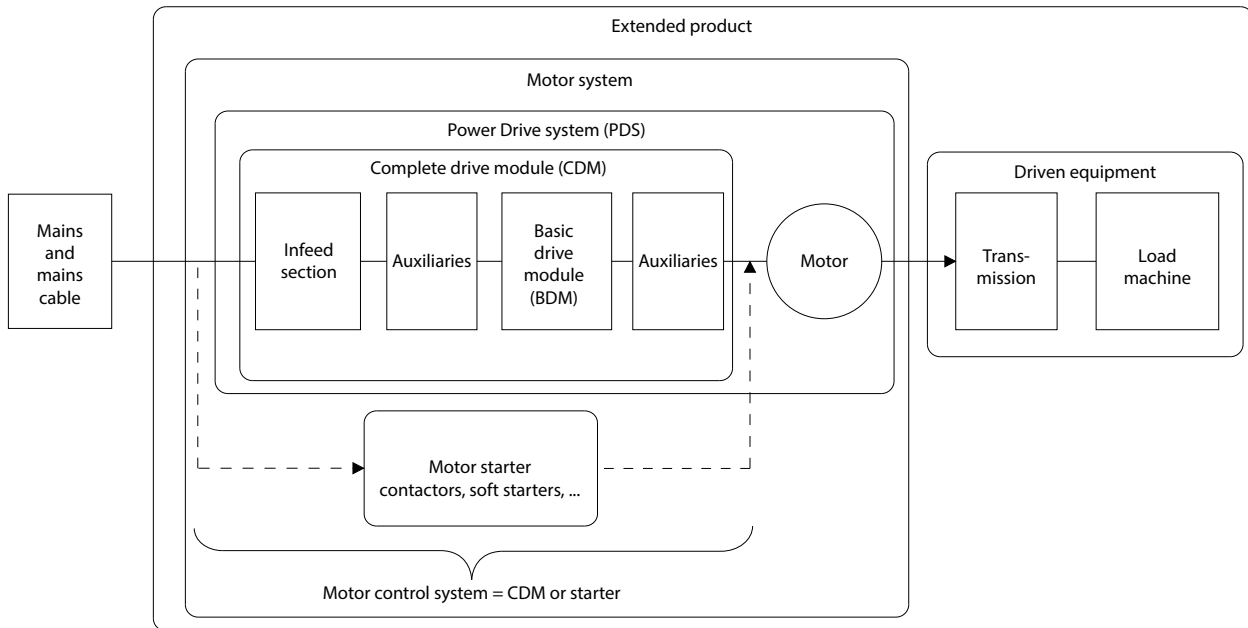 Extended product
Motor system
Power Drive system (PDS)
Complete drive module (CDM)
Driven equipment
Mains
and
mains
cable
Infeed
section
Auxiliaries
Basic
drive
module
(BDM)
Auxiliaries
Motor
Trans-
mission
Load
machine
Motor starter
contactors, soft starters, ...
Motor control system = CDM or starter